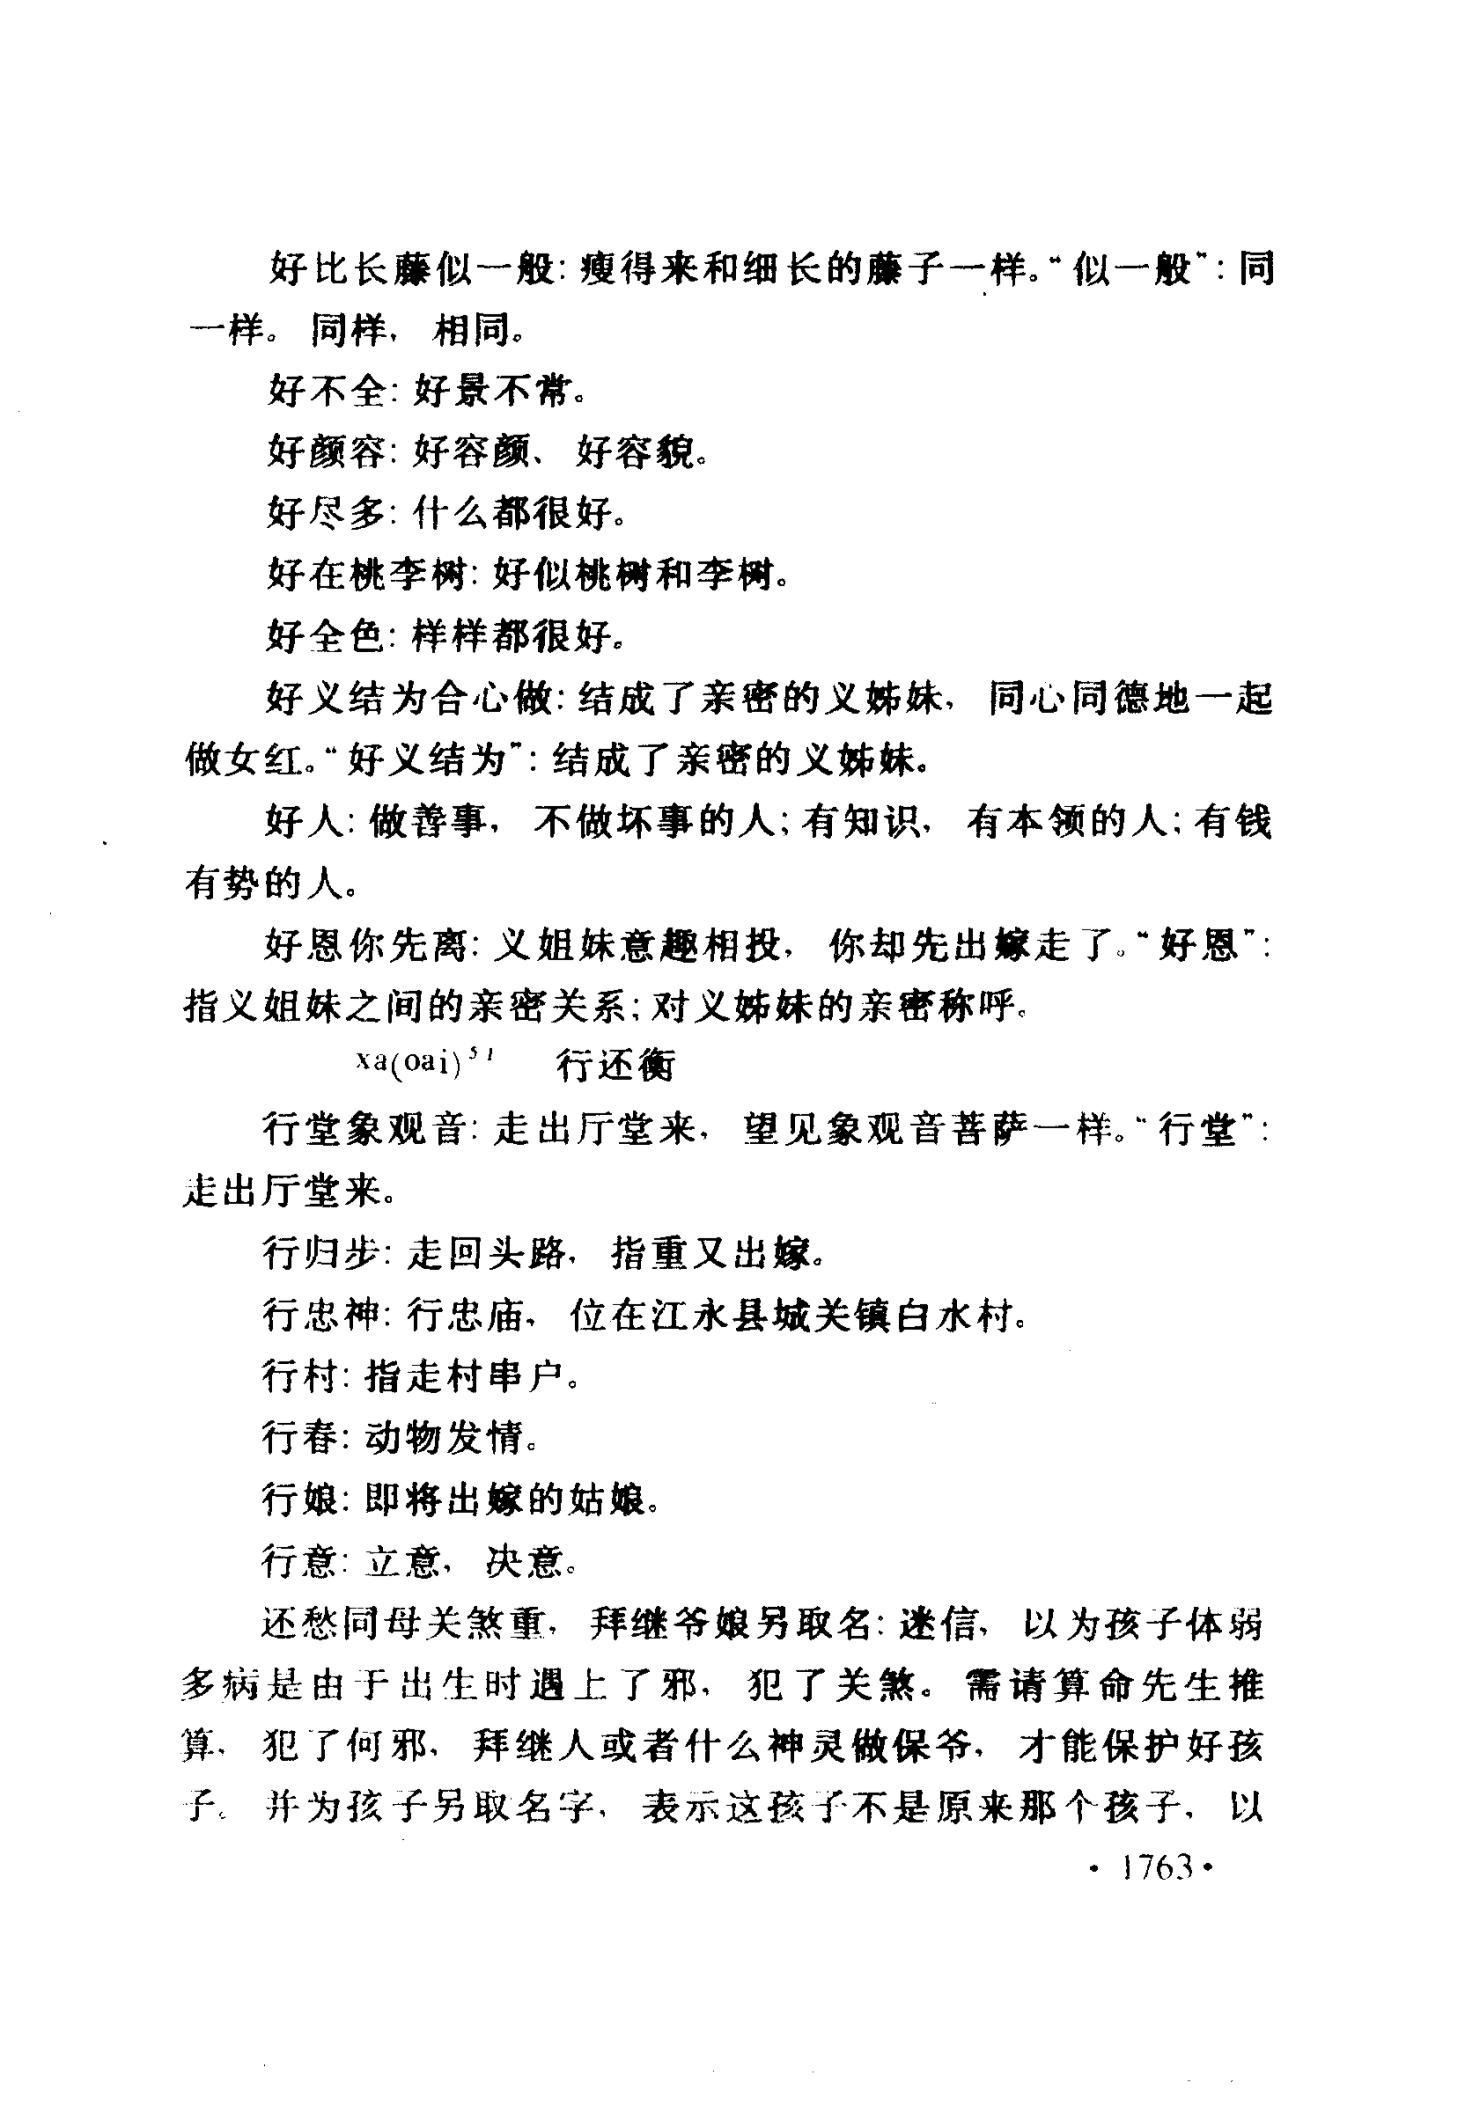 好比长藤似一般:瘦得来和细长的藤子一样。“似一般”:同
一样。同样,相同。
好不全:好景不常。
好颜容:好容颜、好容貌。
好尽多:什么都很好。
好在桃李树:好似桃树和李树。
好全色:样样都很好。
好义结为合心做:结成了亲密的义姊妹,同心同德地一起
做女红。“好义结为”:结成了亲密的义姊妹。
好人:做善事,不做坏事的人;有知识,有本领的人;有钱
有势的人。
好恩你先离:义姐妹意趣相投,你却先出嫁走了。“好恩”:
指义姐妹之间的亲密关系;对义姊妹的亲密称呼。
xa(oai)⁵¹ 行还衡
行堂象观音:走出厅堂来,望见象观音菩萨一样。“行堂”:
走出厅堂来。
行归步:走回头路,指重又出嫁。
行忠神:行忠庙,位在江永县城关镇白水村。
行村:指走村串户。
行春:动物发情。
行娘:即将出嫁的姑娘。
行意:立意,决意。
还愁同母关煞重,拜继爷娘另取名:迷信,以为孩子体弱
多病是由于出生时遇上了邪,犯了关煞。需请算命先生推
算,犯了何邪,拜继人或者什么神灵做保爷,才能保护好孩
子。并为孩子另取名字,表示这孩子不是原来那个孩子,以
·1763·